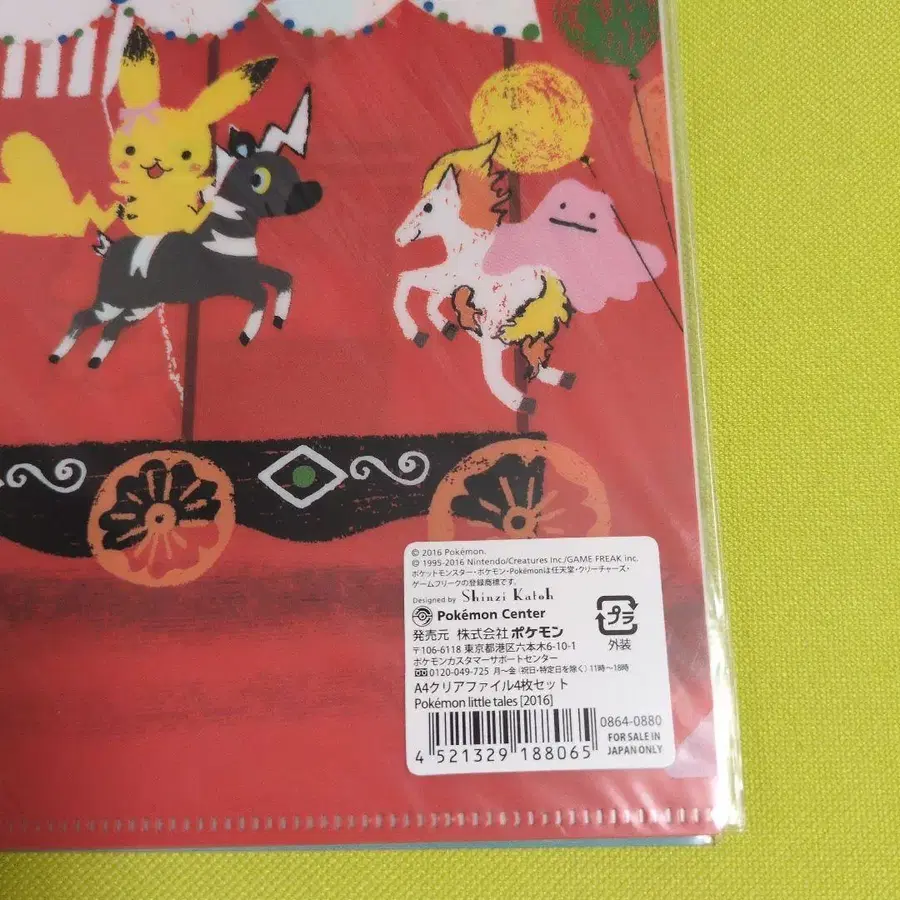 © 2016 Pokémon.
© 1995-2016 Nintendo/Creatures Inc./GAME FREAK inc.
ポケットモンスター・ポケモン・Pokémonは任天堂・クリーチャーズ・
ゲームフリークの登録商標です。
Designed by Shinzi Katoh
Pokémon Center
発売元 株式会社ポケモン
〒106-6118 東京都港区六本木6-10-1
ポケモンカスタマーサポートセンター
0120-049-725 月〜金(祝日・特定日を除く)11時〜18時
A4クリアファイル4枚セット
Pokémon little tales [2016]
プラ
外装
4 521329 188065
0864-0880
FOR SALE IN
JAPAN ONLY